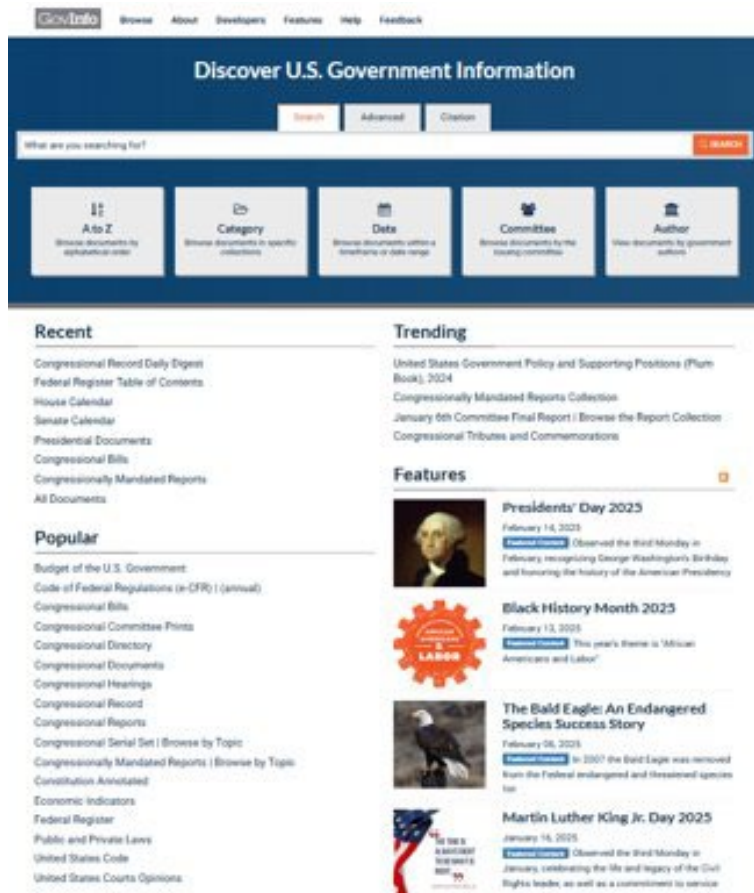 GovInfo Browse About Developers Features Help Feedback
Discover U.S. Government Information
Search Advanced Citation
What are you searching for? SEARCH
A to Z
Browse documents by
alphabetical order
Category
Browse documents in specific
collections
Date
Browse documents within a
timeframe or date range
Committee
Browse documents by the
issuing committee
Author
View documents by government
authors
Recent
Congressional Record Daily Digest
Federal Register Table of Contents
House Calendar
Senate Calendar
Presidential Documents
Congressional Bills
Congressionally Mandated Reports
All Documents
Popular
Budget of the U.S. Government
Code of Federal Regulations (e-CFR) | (annual)
Congressional Bills
Congressional Committee Prints
Congressional Directory
Congressional Documents
Congressional Hearings
Congressional Record
Congressional Reports
Congressional Serial Set | Browse by Topic
Congressionally Mandated Reports | Browse by Topic
Constitution Annotated
Economic Indicators
Federal Register
Public and Private Laws
United States Code
United States Courts Opinions
Trending
United States Government Policy and Supporting Positions (Plum
Book), 2024
Congressionally Mandated Reports Collection
January 6th Committee Final Report | Browse the Report Collection
Congressional Tributes and Commemorations
Features
Presidents' Day 2025
February 14, 2025
Featured Content Observed the third Monday in
February, recognizing George Washington's Birthday
and honoring the history of the American Presidency
AFRICAN
AMERICANS
&
LABOR
Black History Month 2025
February 13, 2025
Featured Content This year's theme is "African
Americans and Labor"
The Bald Eagle: An Endangered
Species Success Story
February 06, 2025
Featured Content In 2007 the Bald Eagle was removed
from the Federal endangered and threatened species
list
THE TIME IS
ALWAYS RIGHT
TO DO WHAT IS
RIGHT
Martin Luther King Jr. Day 2025
January 16, 2025
Featured Content Observed the third Monday in
January, celebrating the life and legacy of the Civil
Rights leader, as well as a commitment to service